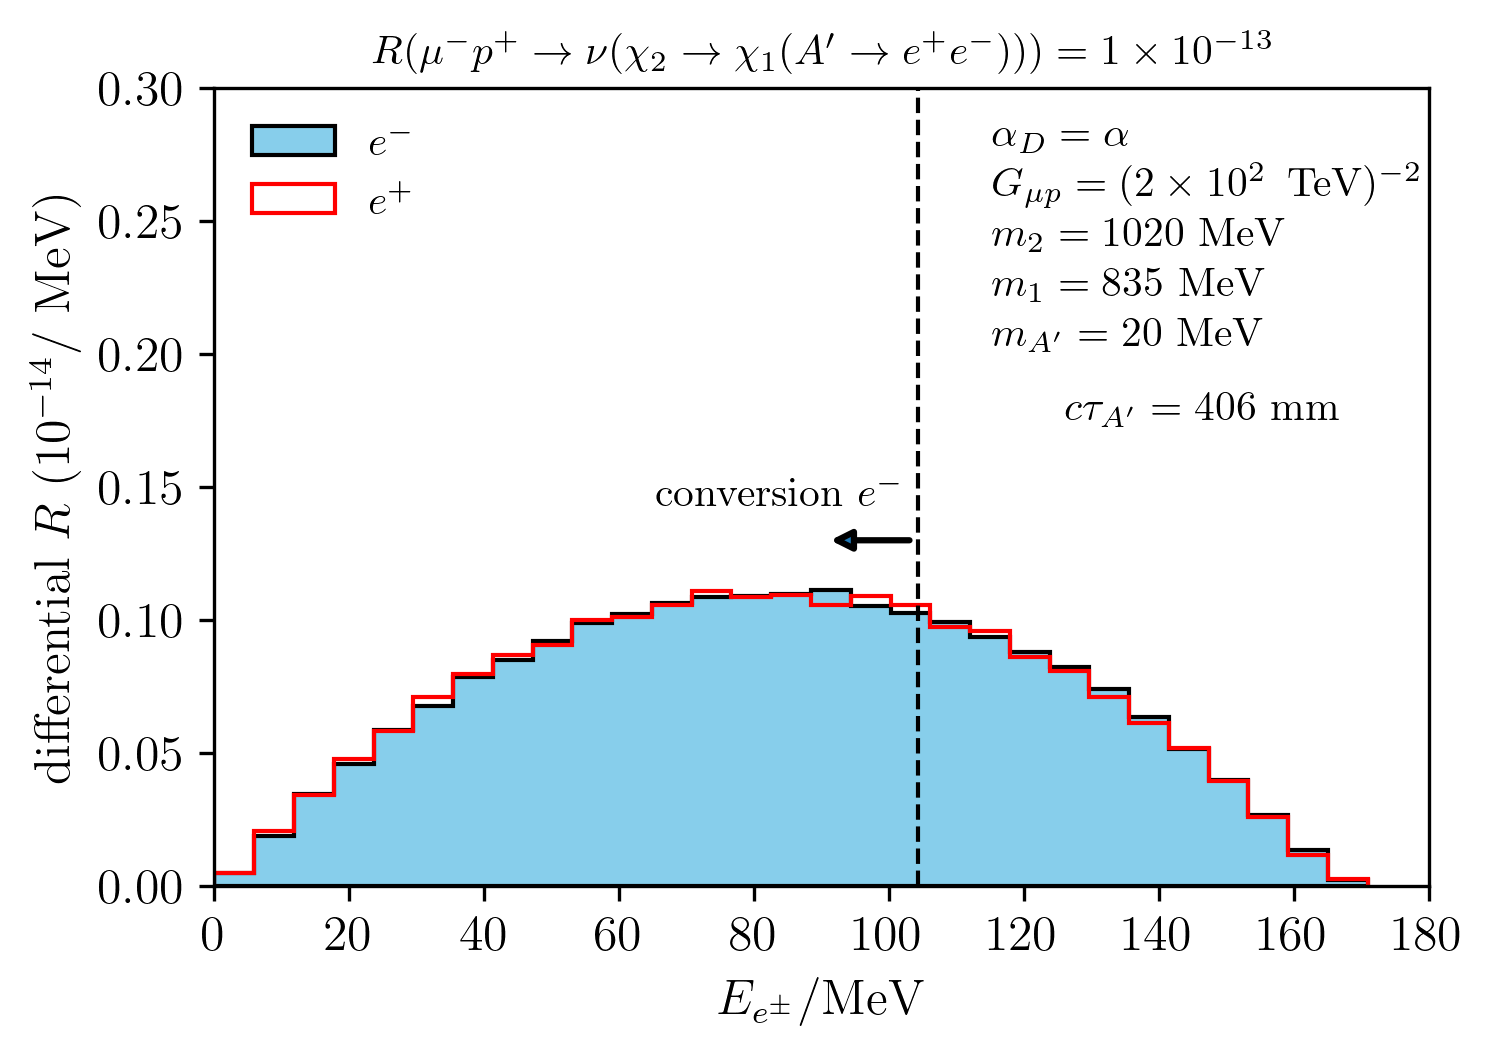 R(μ⁻p⁺ → ν(χ₂ → χ₁(A′ → e⁺e⁻))) = 1 × 10⁻¹³
e⁻
e⁺
α_D = α
G_μp = (2 × 10² TeV)⁻²
m₂ = 1020 MeV
m₁ = 835 MeV
m_A′ = 20 MeV
cτ_A′ = 406 mm
conversion e⁻
differential R (10⁻¹⁴/ MeV)
0.30
0.25
0.20
0.15
0.10
0.05
0.00
0 20 40 60 80 100 120 140 160 180
E_e±/MeV